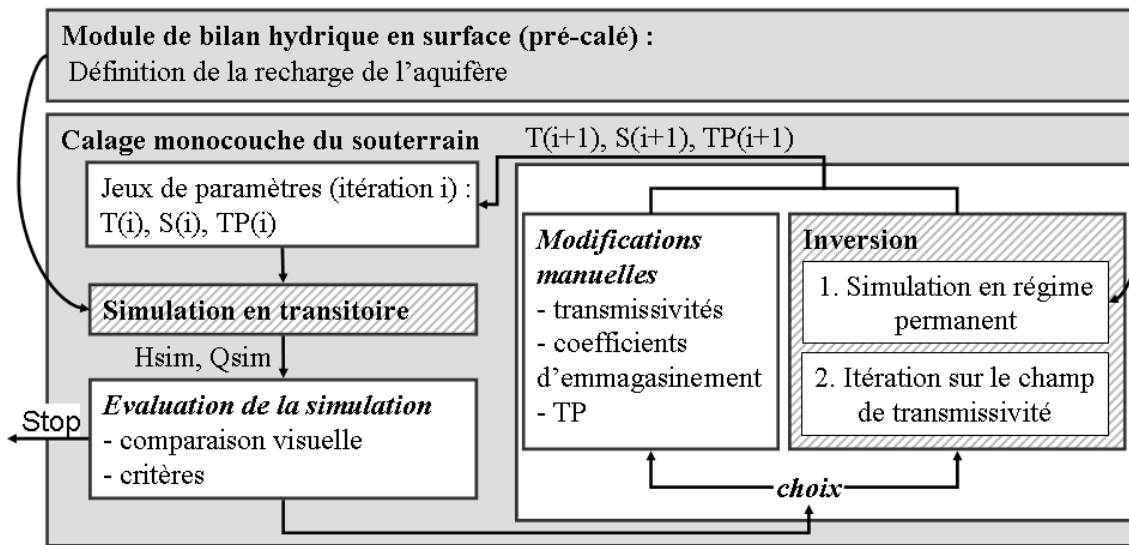 Module de bilan hydrique en surface (pré-calé) :
Définition de la recharge de l'aquifère
Calage monocouche du souterrain
T(i+1), S(i+1), TP(i+1)
Jeux de paramètres (itération i) :
T(i), S(i), TP(i)
Simulation en transitoire
Hsim, Qsim
Evaluation de la simulation
- comparaison visuelle
- critères
Stop
Modifications
manuelles
- transmissivités
- coefficients
d'emmagasinement
- TP
Inversion
1. Simulation en régime
permanent
2. Itération sur le champ
de transmissivité
choix